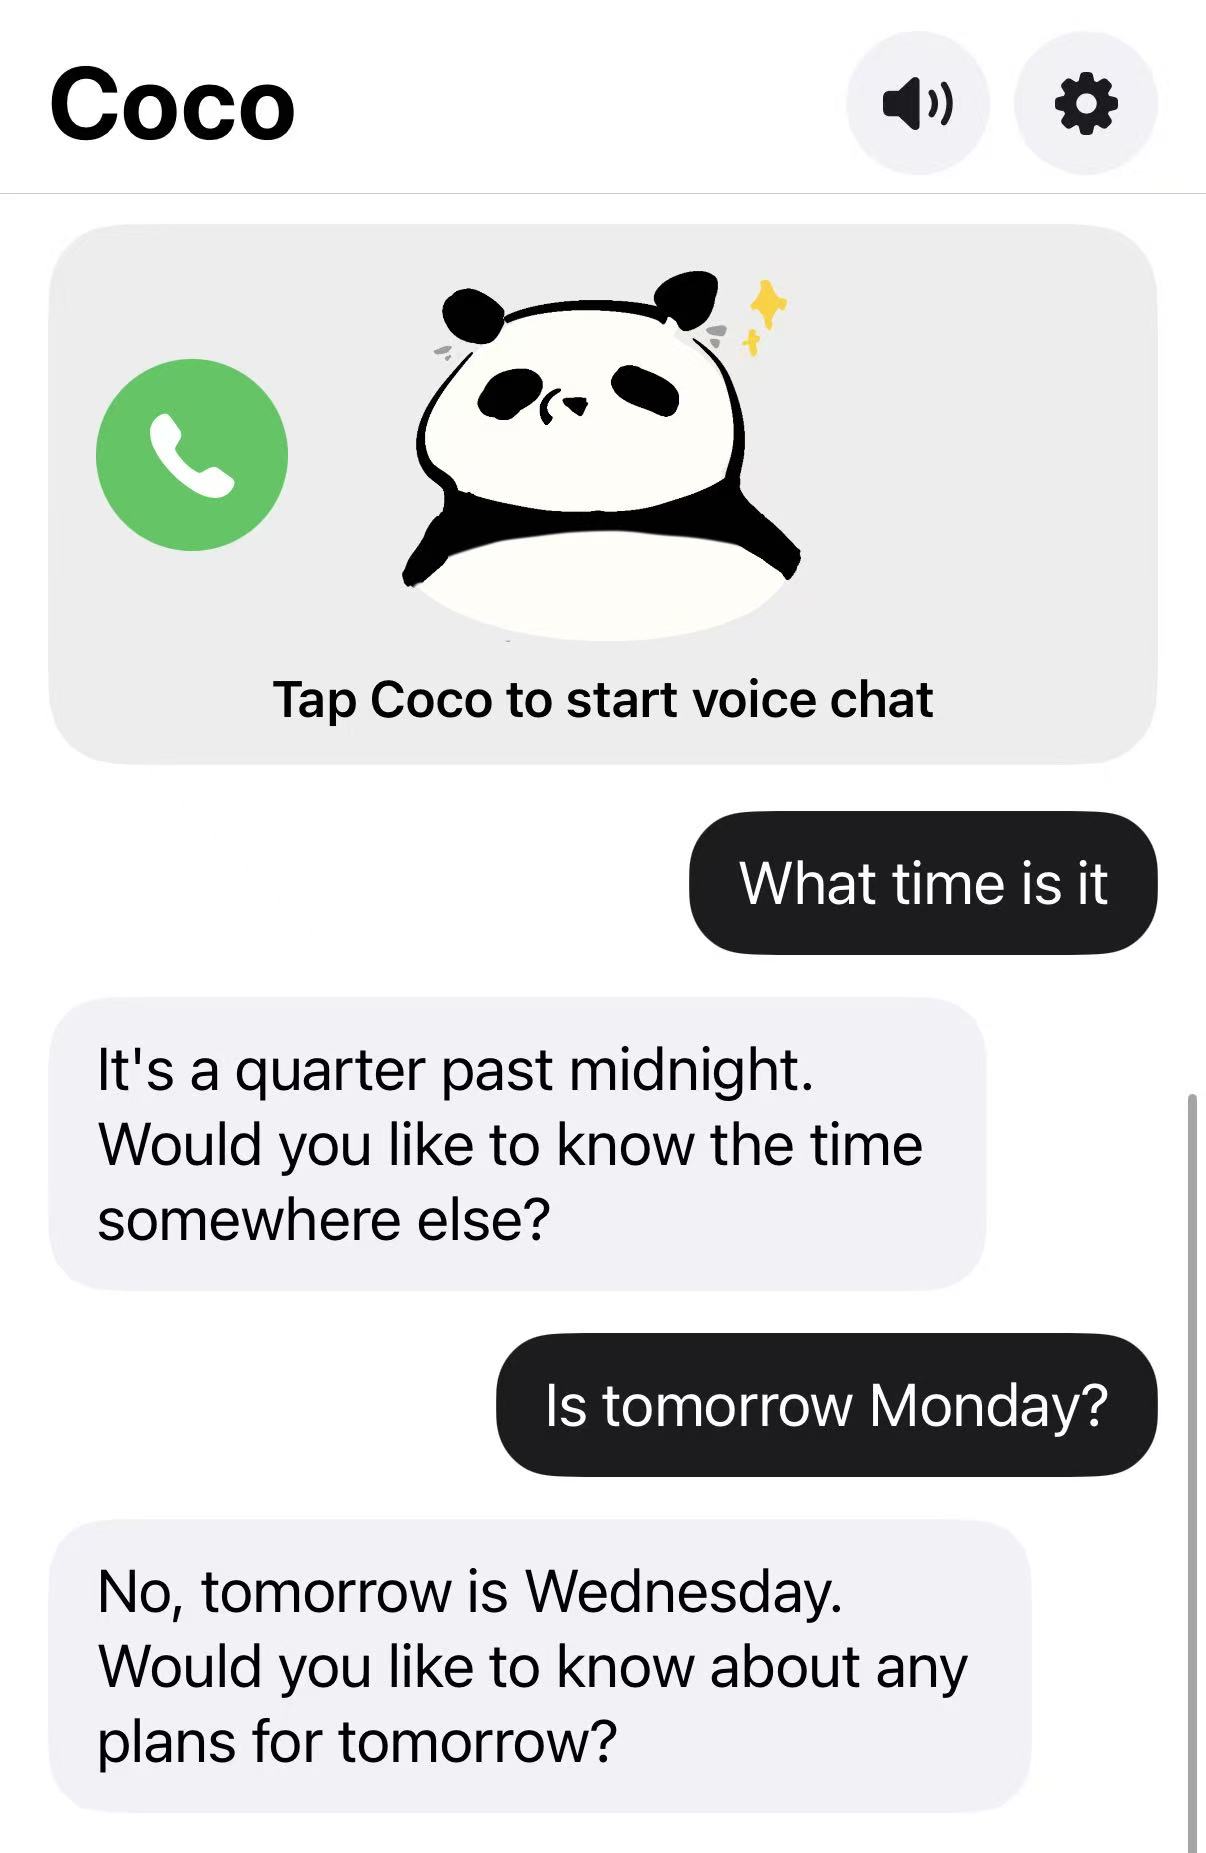 Coco
Tap Coco to start voice chat
What time is it
It's a quarter past midnight.
Would you like to know the time
somewhere else?
Is tomorrow Monday?
No, tomorrow is Wednesday.
Would you like to know about any
plans for tomorrow?